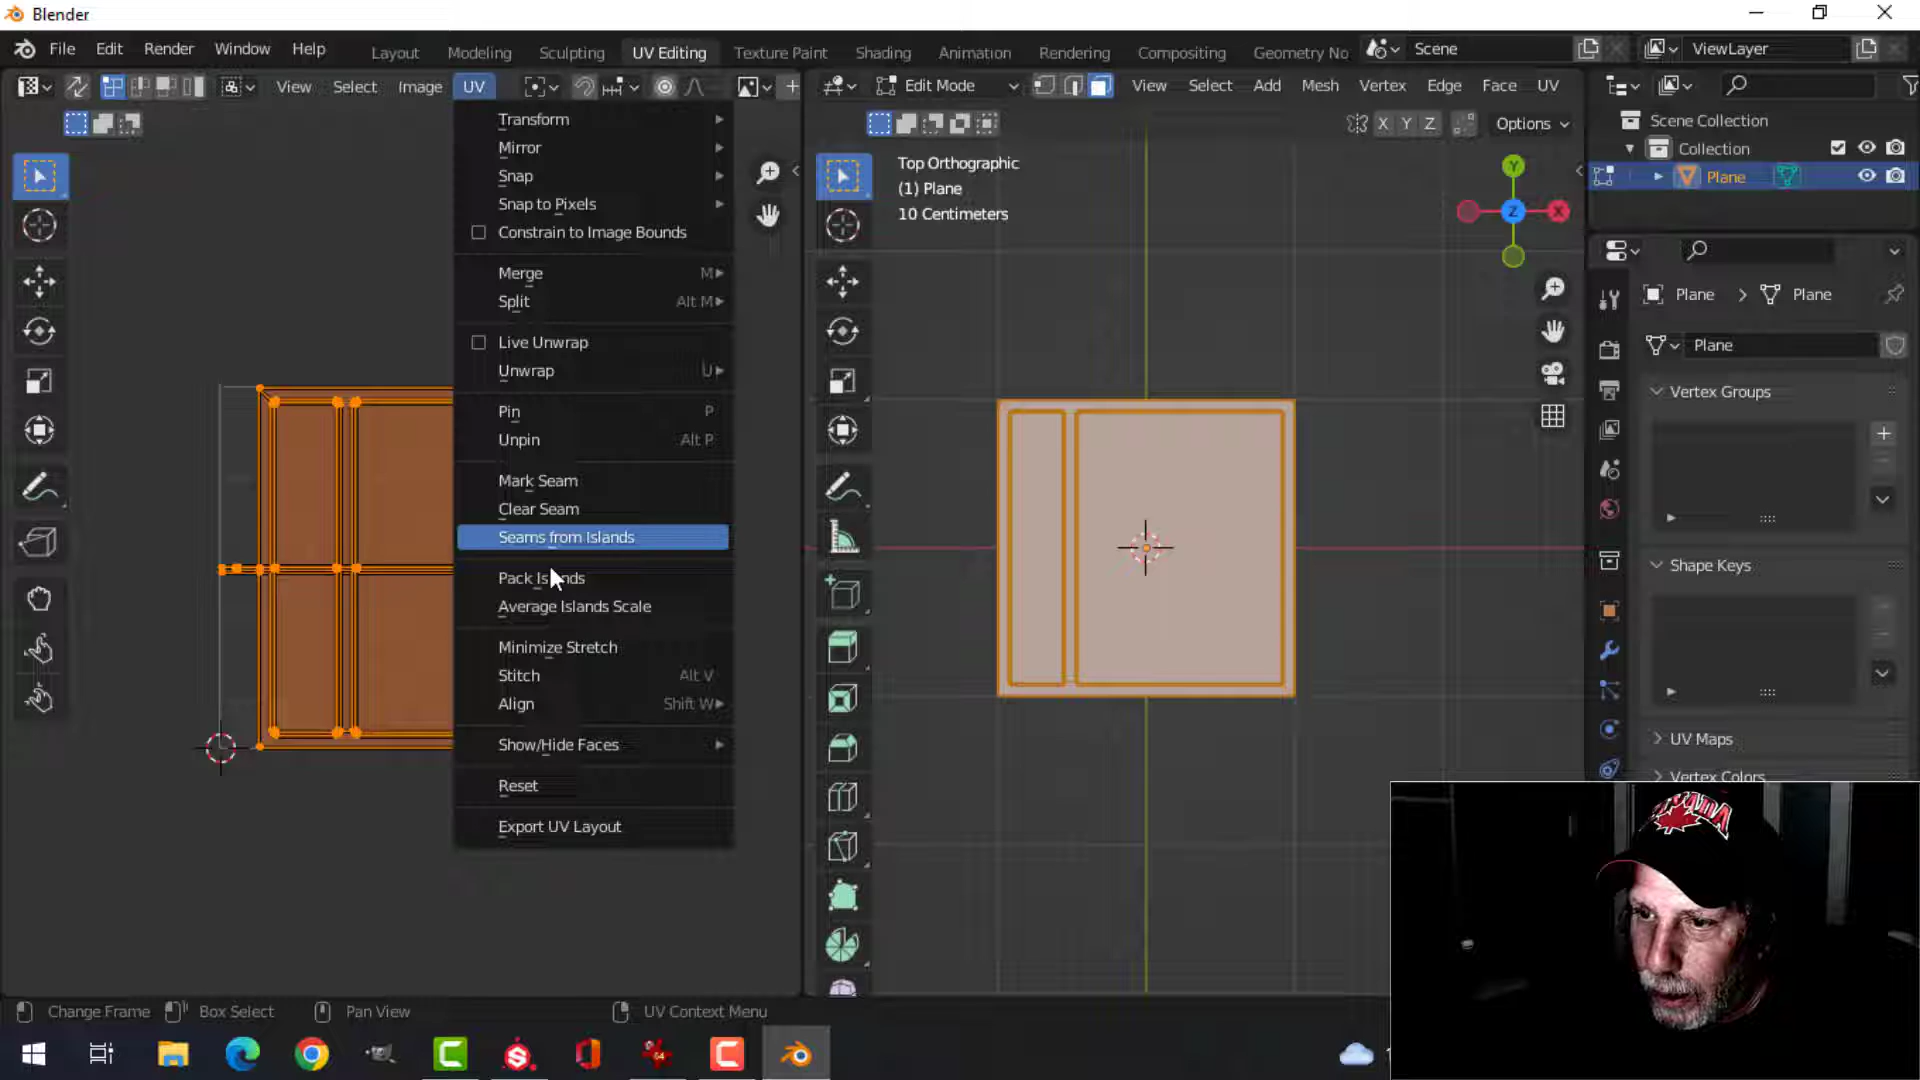 Blender
File Edit Render Window Help
Layout Modeling Sculpting UV Editing Texture Paint Shading Animation Rendering Compositing Geometry No
Scene
ViewLayer
View Select Image UV
Edit Mode
View Select Add Mesh Vertex Edge Face UV
X Y Z
Options
Transform
Mirror
Snap
Snap to Pixels
Constrain to Image Bounds
Merge M
Split Alt M
Live Unwrap
Unwrap U
Pin P
Unpin Alt P
Mark Seam
Clear Seam
Seams from Islands
Pack Islands
Average Islands Scale
Minimize Stretch
Stitch Alt V
Align Shift W
Show/Hide Faces
Reset
Export UV Layout
Top Orthographic
(1) Plane
10 Centimeters
Y
Z
X
Scene Collection
Collection
Plane
Plane > Plane
Plane
Vertex Groups
Shape Keys
UV Maps
Vertex Colors
Change Frame Box Select Pan View UV Context Menu